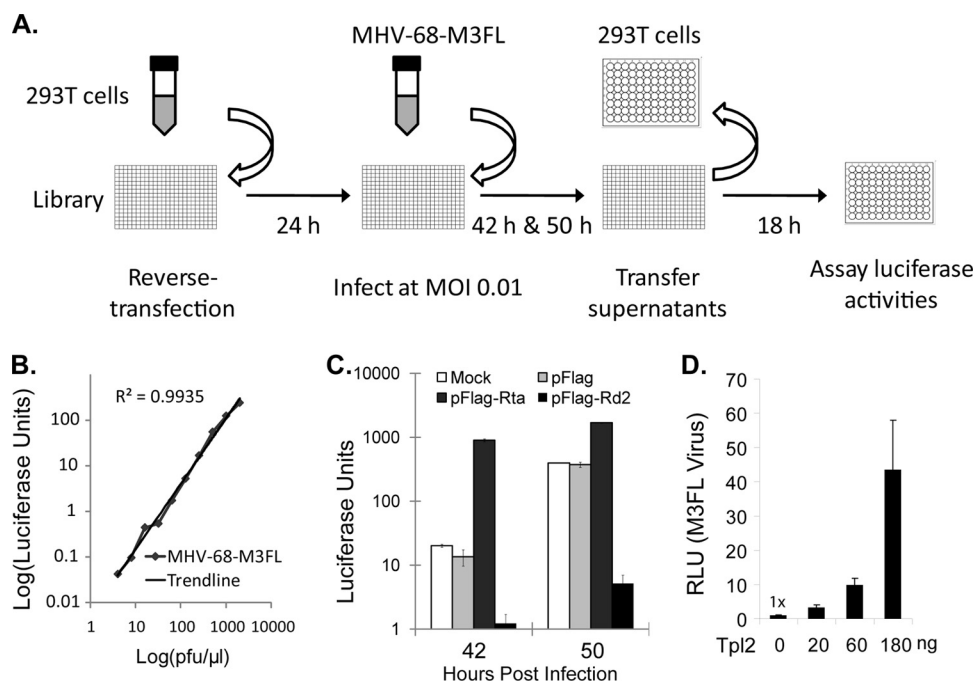 A.
MHV-68-M3FL
293T cells
293T cells
Library
24 h
42 h & 50 h
18 h
Reverse-
transfection
Infect at MOI 0.01
Transfer
supernatants
Assay luciferase
activities
B.
R² = 0.9935
Log(Luciferase Units)
100
10
1
0.1
0.01
MHV-68-M3FL
Trendline
1
10
100
1000
10000
Log(pfu/µl)
C.
Luciferase Units
10000
1000
100
10
1
Mock
pFlag
pFlag-Rta
pFlag-Rd2
42
50
Hours Post Infection
D.
RLU (M3FL Virus)
70
60
50
40
30
20
10
0
1x
Tpl2 0 20 60 180 ng